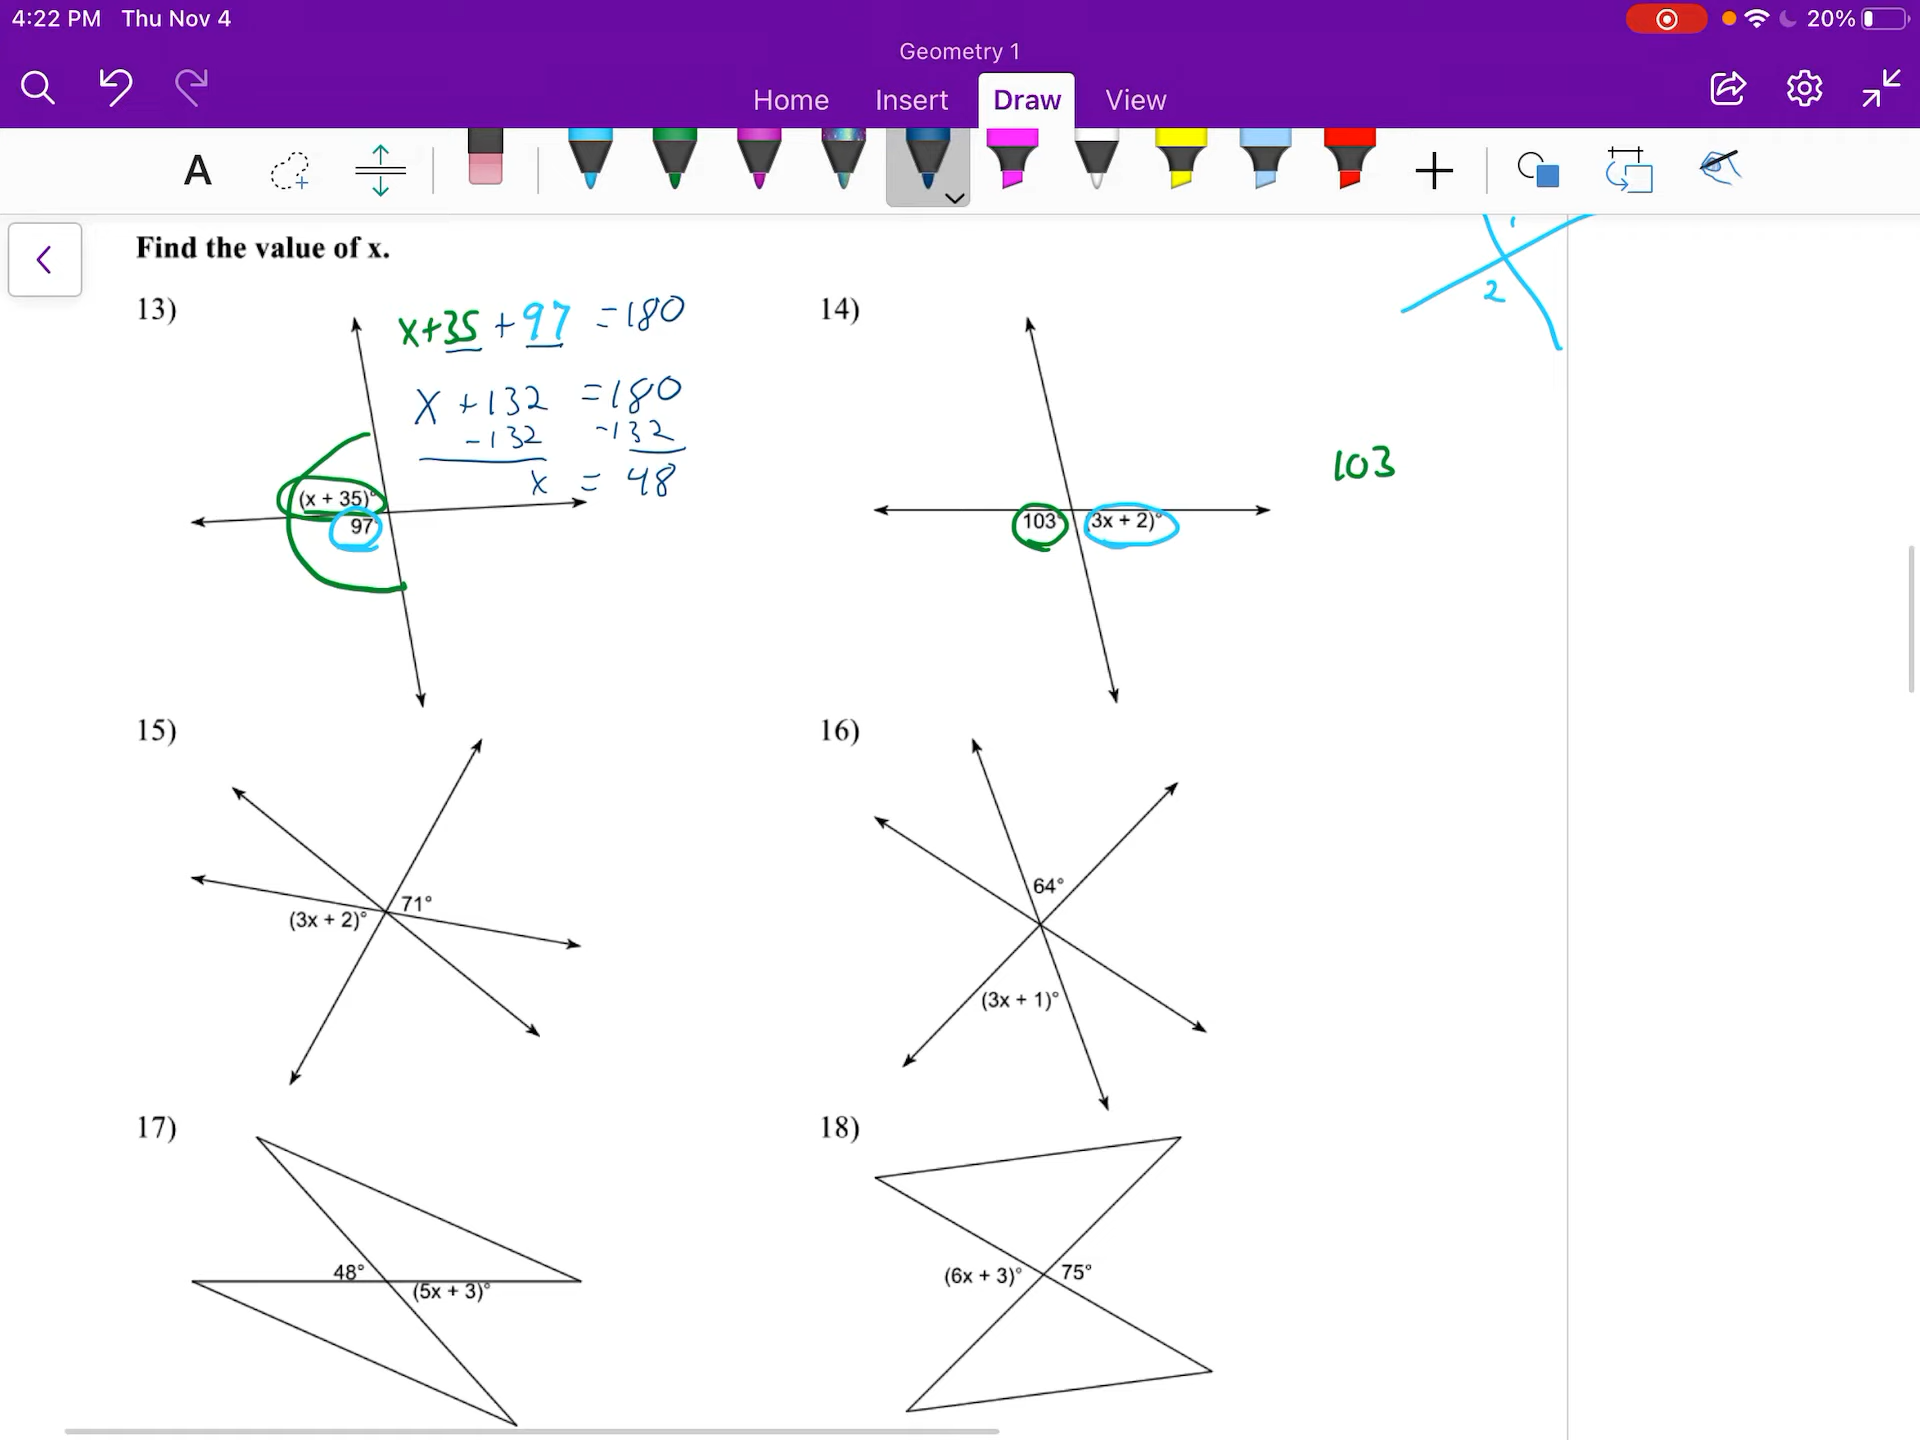 4:22 PM Thu Nov 4
20%
Geometry 1
Home Insert Draw View
A
Find the value of x.
13)
x+35 +97 =180
X +132 =180
-132 -132
x = 48
(x + 35)°
97°
14)
103
103° (3x + 2)°
2
15)
71°
(3x + 2)°
16)
64°
(3x + 1)°
17)
48°
(5x + 3)°
18)
(6x + 3)° 75°